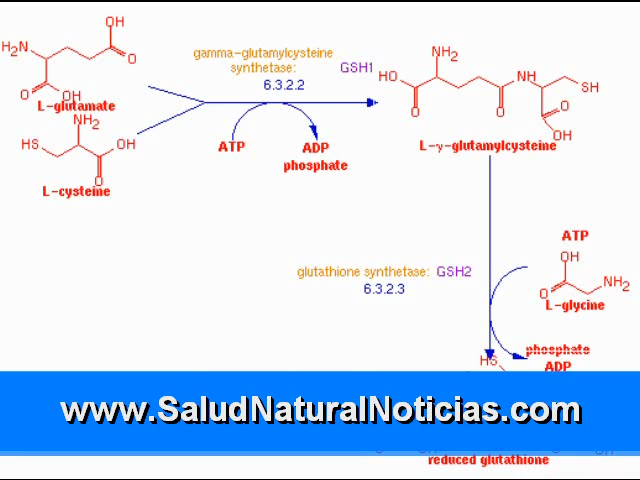 OH
H₂N
O
O
OH
L-glutamate
NH₂
HS
OH
O
L-cysteine
gamma-glutamylcysteine
synthetase:
GSH1
6.3.2.2
ATP
ADP
phosphate
NH₂
HO
NH
SH
O
O
O
OH
L-γ-glutamylcysteine
glutathione synthetase:
GSH2
6.3.2.3
ATP
OH
NH₂
O
L-glycine
phosphate
ADP
HS
www.SaludNaturalNoticias.com
reduced glutathione